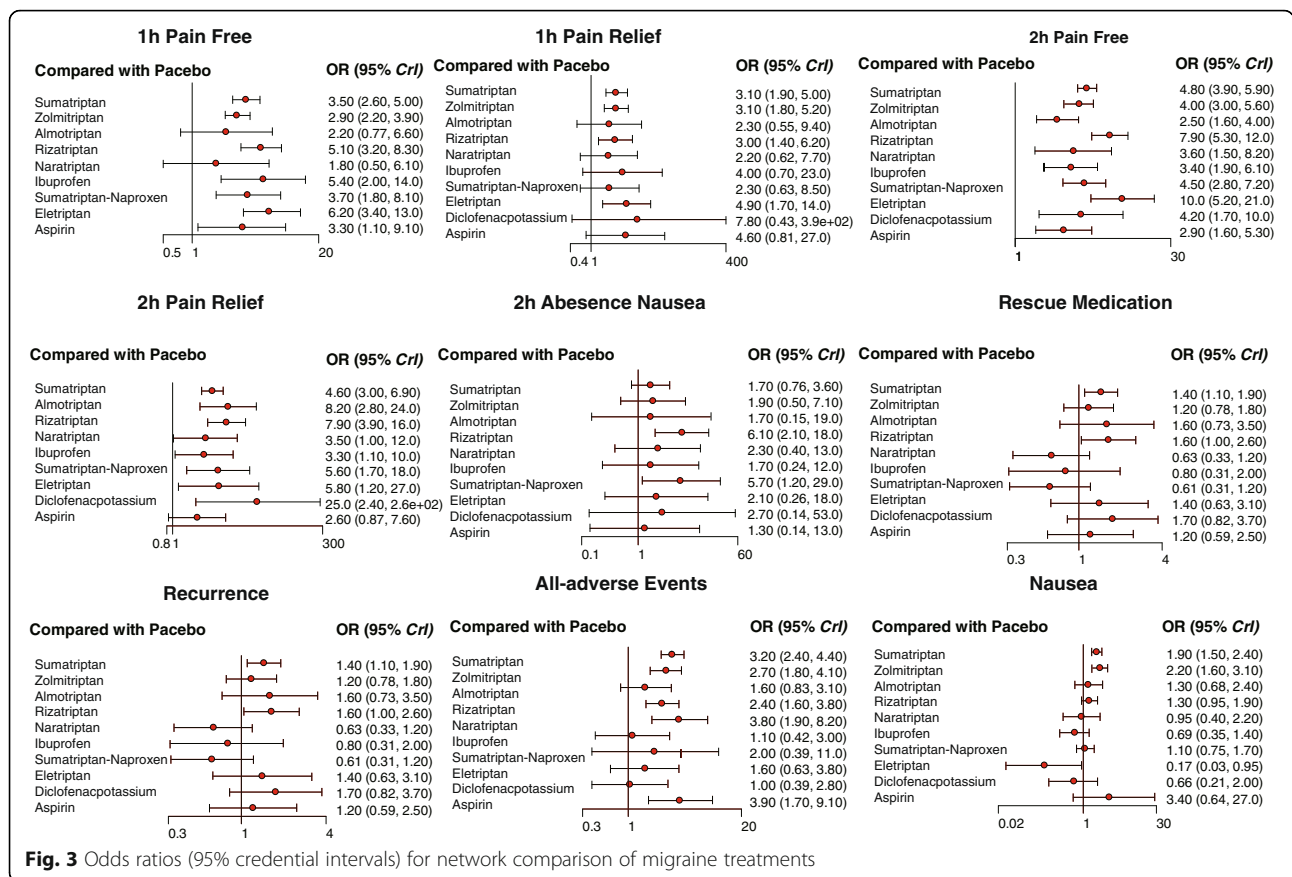 1h Pain Free
Compared with Pacebo OR (95% CrI)
Sumatriptan 3.50 (2.60, 5.00)
Zolmitriptan 2.90 (2.20, 3.90)
Almotriptan 2.20 (0.77, 6.60)
Rizatriptan 5.10 (3.20, 8.30)
Naratriptan 1.80 (0.50, 6.10)
Ibuprofen 5.40 (2.00, 14.0)
Sumatriptan-Naproxen 3.70 (1.80, 8.10)
Eletriptan 6.20 (3.40, 13.0)
Aspirin 3.30 (1.10, 9.10)
0.5 1 20
1h Pain Relief
Compared with Pacebo OR (95% CrI)
Sumatriptan 3.10 (1.90, 5.00)
Zolmitriptan 3.10 (1.80, 5.20)
Almotriptan 2.30 (0.55, 9.40)
Rizatriptan 3.00 (1.40, 6.20)
Naratriptan 2.20 (0.62, 7.70)
Ibuprofen 4.00 (0.70, 23.0)
Sumatriptan-Naproxen 2.30 (0.63, 8.50)
Eletriptan 4.90 (1.70, 14.0)
Diclofenacpotassium 7.80 (0.43, 3.9e+02)
Aspirin 4.60 (0.81, 27.0)
0.4 1 400
2h Pain Free
Compared with Pacebo OR (95% CrI)
Sumatriptan 4.80 (3.90, 5.90)
Zolmitriptan 4.00 (3.00, 5.60)
Almotriptan 2.50 (1.60, 4.00)
Rizatriptan 7.90 (5.30, 12.0)
Naratriptan 3.60 (1.50, 8.20)
Ibuprofen 3.40 (1.90, 6.10)
Sumatriptan-Naproxen 4.50 (2.80, 7.20)
Eletriptan 10.0 (5.20, 21.0)
Diclofenacpotassium 4.20 (1.70, 10.0)
Aspirin 2.90 (1.60, 5.30)
1 30
2h Pain Relief
Compared with Pacebo OR (95% CrI)
Sumatriptan 4.60 (3.00, 6.90)
Almotriptan 8.20 (2.80, 24.0)
Rizatriptan 7.90 (3.90, 16.0)
Naratriptan 3.50 (1.00, 12.0)
Ibuprofen 3.30 (1.10, 10.0)
Sumatriptan-Naproxen 5.60 (1.70, 18.0)
Eletriptan 5.80 (1.20, 27.0)
Diclofenacpotassium 25.0 (2.40, 2.6e+02)
Aspirin 2.60 (0.87, 7.60)
0.8 1 300
2h Abesence Nausea
Compared with Pacebo OR (95% CrI)
Sumatriptan 1.70 (0.76, 3.60)
Zolmitriptan 1.90 (0.50, 7.10)
Almotriptan 1.70 (0.15, 19.0)
Rizatriptan 6.10 (2.10, 18.0)
Naratriptan 2.30 (0.40, 13.0)
Ibuprofen 1.70 (0.24, 12.0)
Sumatriptan-Naproxen 5.70 (1.20, 29.0)
Eletriptan 2.10 (0.26, 18.0)
Diclofenacpotassium 2.70 (0.14, 53.0)
Aspirin 1.30 (0.14, 13.0)
0.1 1 60
Rescue Medication
Compared with Pacebo OR (95% CrI)
Sumatriptan 1.40 (1.10, 1.90)
Zolmitriptan 1.20 (0.78, 1.80)
Almotriptan 1.60 (0.73, 3.50)
Rizatriptan 1.60 (1.00, 2.60)
Naratriptan 0.63 (0.33, 1.20)
Ibuprofen 0.80 (0.31, 2.00)
Sumatriptan-Naproxen 0.61 (0.31, 1.20)
Eletriptan 1.40 (0.63, 3.10)
Diclofenacpotassium 1.70 (0.82, 3.70)
Aspirin 1.20 (0.59, 2.50)
0.3 1 4
Recurrence
Compared with Pacebo OR (95% CrI)
Sumatriptan 1.40 (1.10, 1.90)
Zolmitriptan 1.20 (0.78, 1.80)
Almotriptan 1.60 (0.73, 3.50)
Rizatriptan 1.60 (1.00, 2.60)
Naratriptan 0.63 (0.33, 1.20)
Ibuprofen 0.80 (0.31, 2.00)
Sumatriptan-Naproxen 0.61 (0.31, 1.20)
Eletriptan 1.40 (0.63, 3.10)
Diclofenacpotassium 1.70 (0.82, 3.70)
Aspirin 1.20 (0.59, 2.50)
0.3 1 4
All-adverse Events
Compared with Pacebo OR (95% CrI)
Sumatriptan 3.20 (2.40, 4.40)
Zolmitriptan 2.70 (1.80, 4.10)
Almotriptan 1.60 (0.83, 3.10)
Rizatriptan 2.40 (1.60, 3.80)
Naratriptan 3.80 (1.90, 8.20)
Ibuprofen 1.10 (0.42, 3.00)
Sumatriptan-Naproxen 2.00 (0.39, 11.0)
Eletriptan 1.60 (0.63, 3.80)
Diclofenacpotassium 1.00 (0.39, 2.80)
Aspirin 3.90 (1.70, 9.10)
0.3 1 20
Nausea
Compared with Pacebo OR (95% CrI)
Sumatriptan 1.90 (1.50, 2.40)
Zolmitriptan 2.20 (1.60, 3.10)
Almotriptan 1.30 (0.68, 2.40)
Rizatriptan 1.30 (0.95, 1.90)
Naratriptan 0.95 (0.40, 2.20)
Ibuprofen 0.69 (0.35, 1.40)
Sumatriptan-Naproxen 1.10 (0.75, 1.70)
Eletriptan 0.17 (0.03, 0.95)
Diclofenacpotassium 0.66 (0.21, 2.00)
Aspirin 3.40 (0.64, 27.0)
0.02 1 30
Fig. 3 Odds ratios (95% credential intervals) for network comparison of migraine treatments